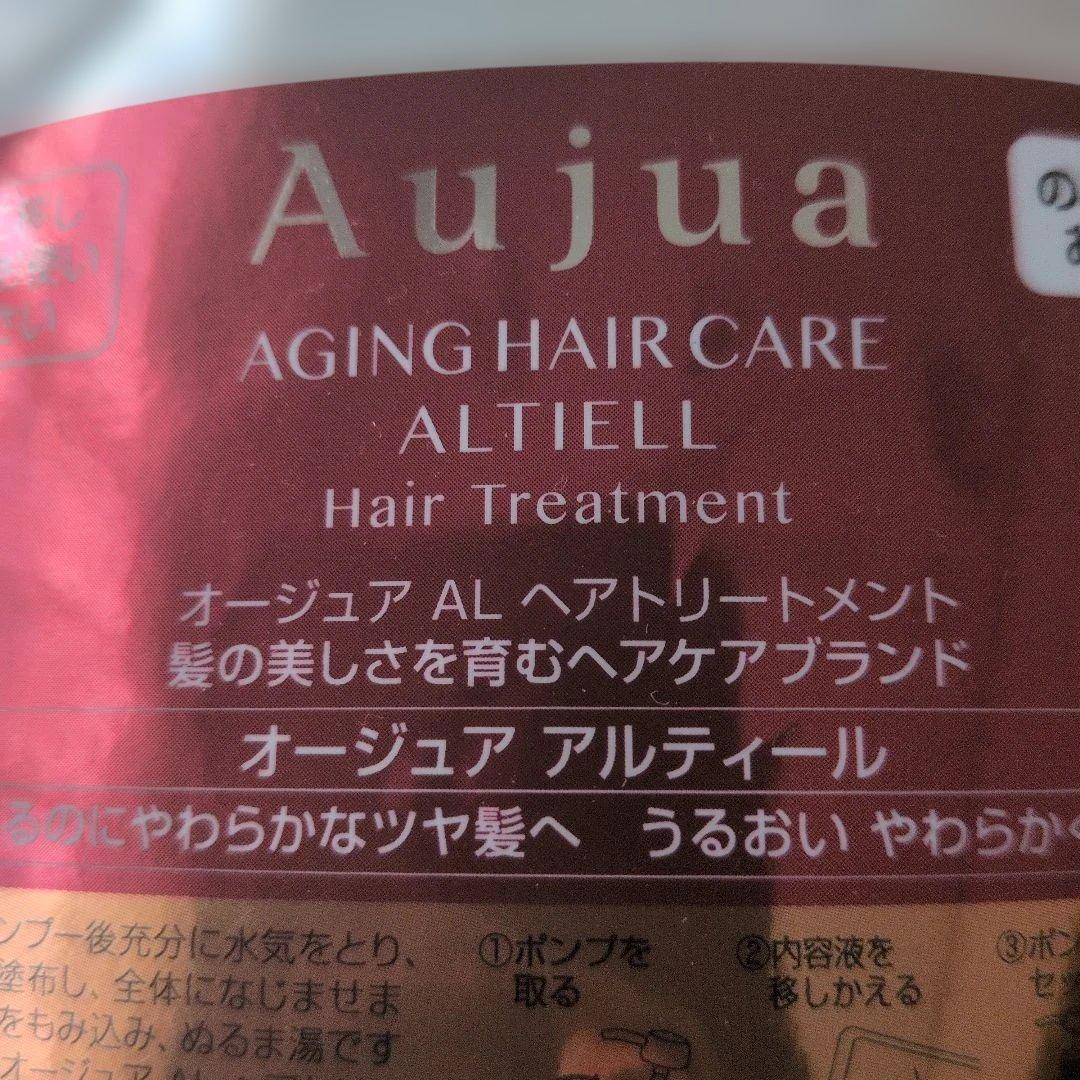 Aujua
AGING HAIR CARE
ALTIELL
Hair Treatment
オージュア AL ヘアトリートメント
髪の美しさを育むヘアケアブランド
オージュア アルティール
るのにやわらかなツヤ髪へ うるおい やわらか
ンプー後充分に水気をとり、
塗布し、全体になじませま
をもみ込み、ぬるま湯です
①ポンプを
取る
②内容液を
移しかえる
③ポン
セッ